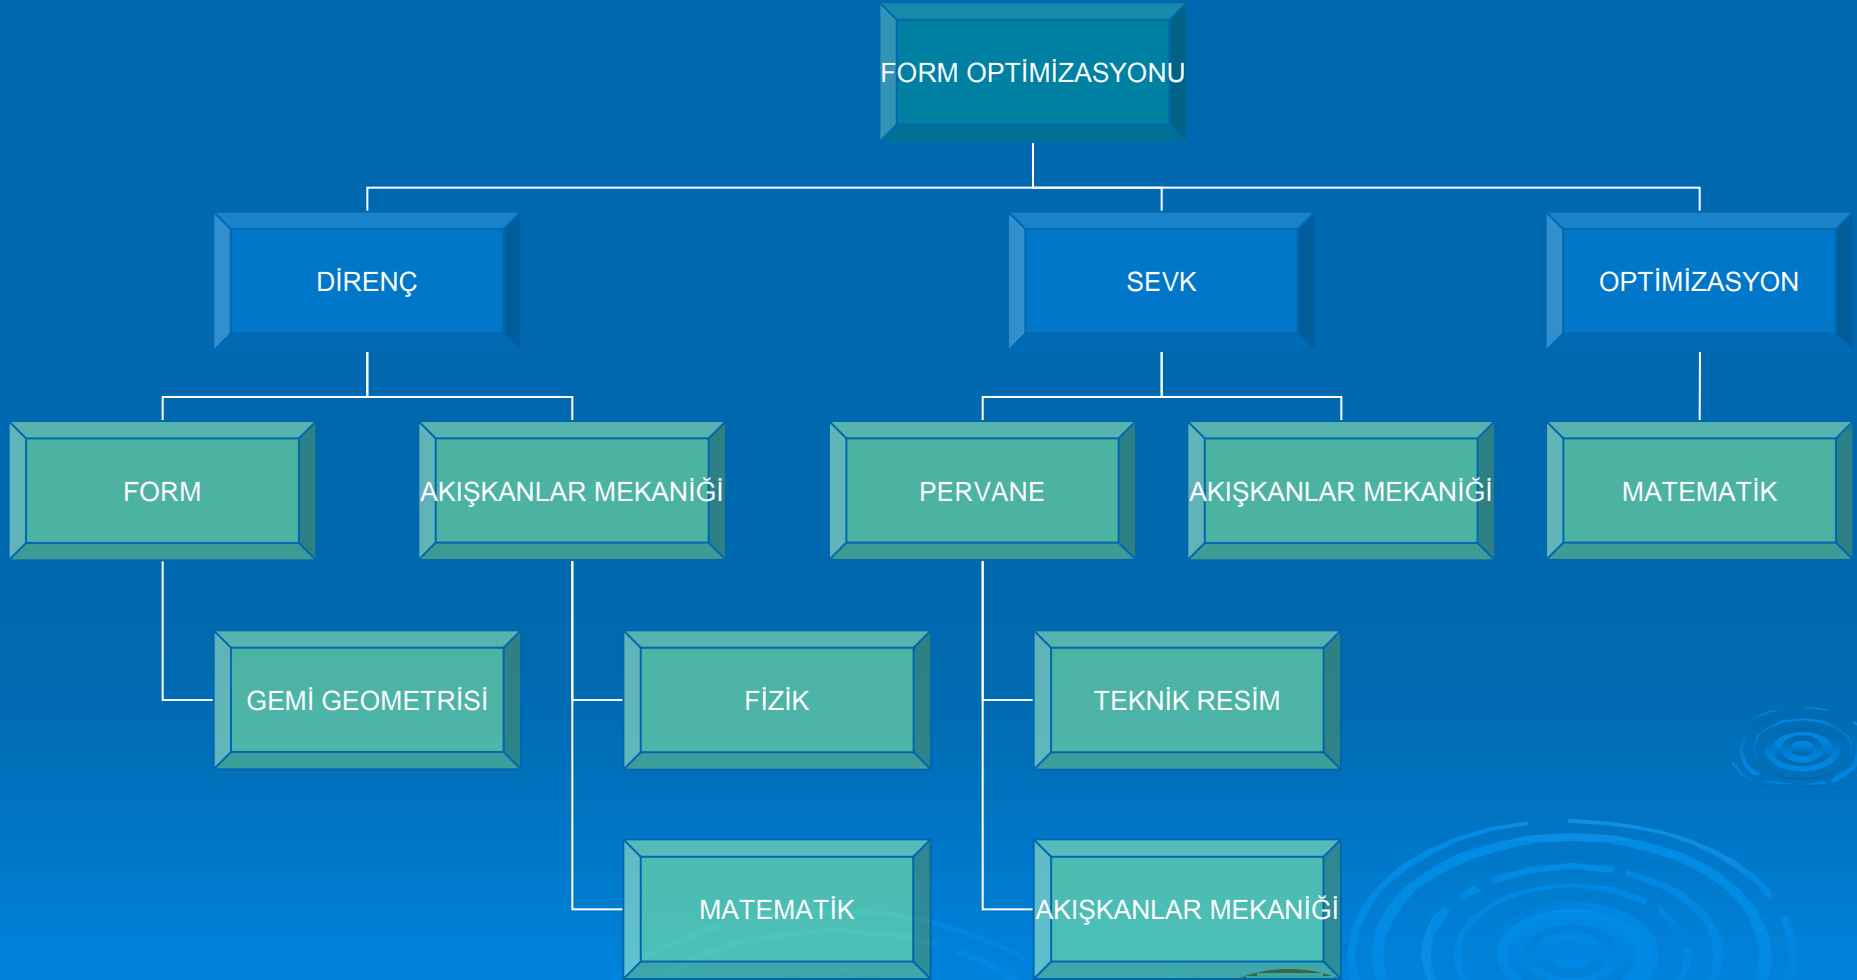 FORM OPTİMİZASYONU
DİRENÇ
SEVK
OPTİMİZASYON
FORM
AKIŞKANLAR MEKANİĞİ
PERVANE
AKIŞKANLAR MEKANİĞİ
MATEMATİK
GEMİ GEOMETRİSİ
FİZİK
TEKNİK RESİM
MATEMATİK
AKIŞKANLAR MEKANİĞİ